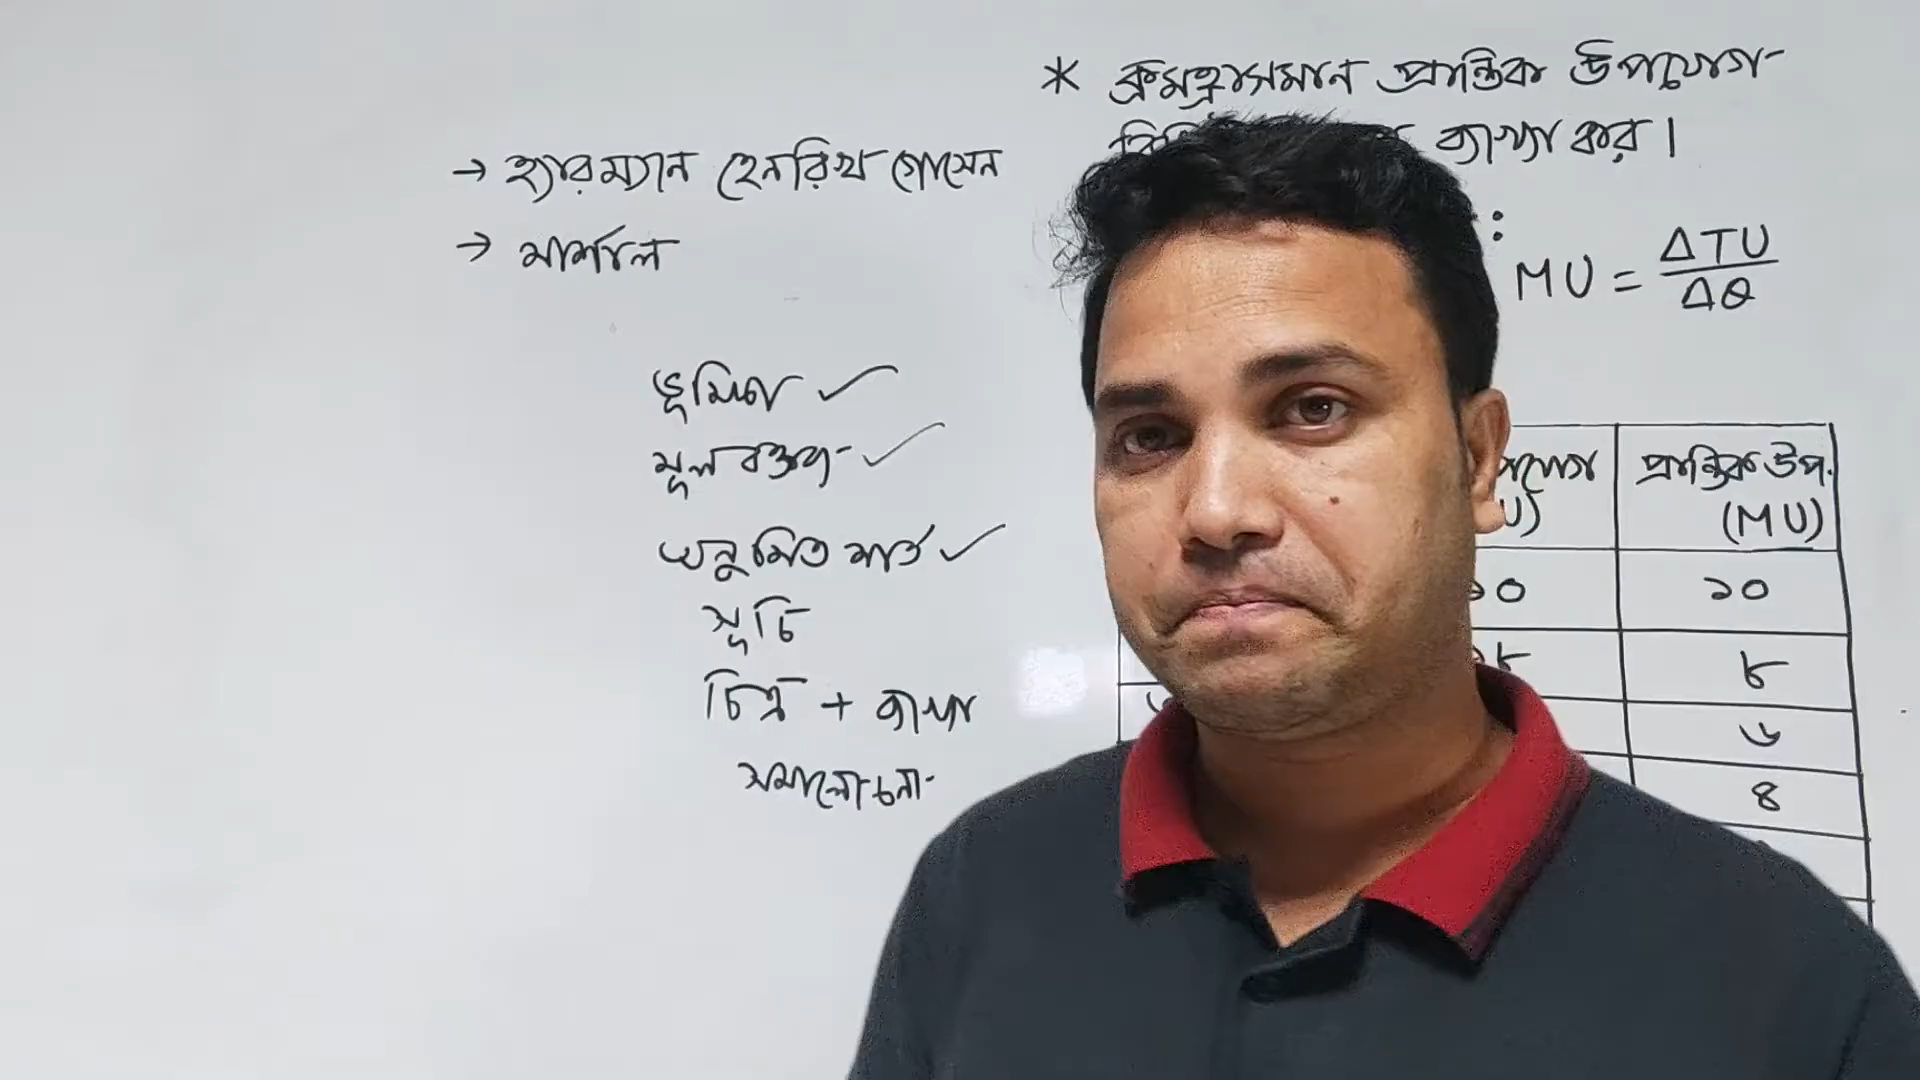 * ক্রমহ্রাসমান প্রান্তিক উপযোগ
ব্যাখ্যা কর।
→ হ্যারম্যান হেনরিখ গোসেন
→ মার্শাল
MU = ΔTU / ΔQ
ভূমিকা ✓
মূল বক্তব্য ✓
অনুমিত শর্ত ✓
সূচি
চিত্র + ব্যাখ্যা
সমালোচনা
প্রান্তিক উপ.
(MU)
১০
৮
৬
৪